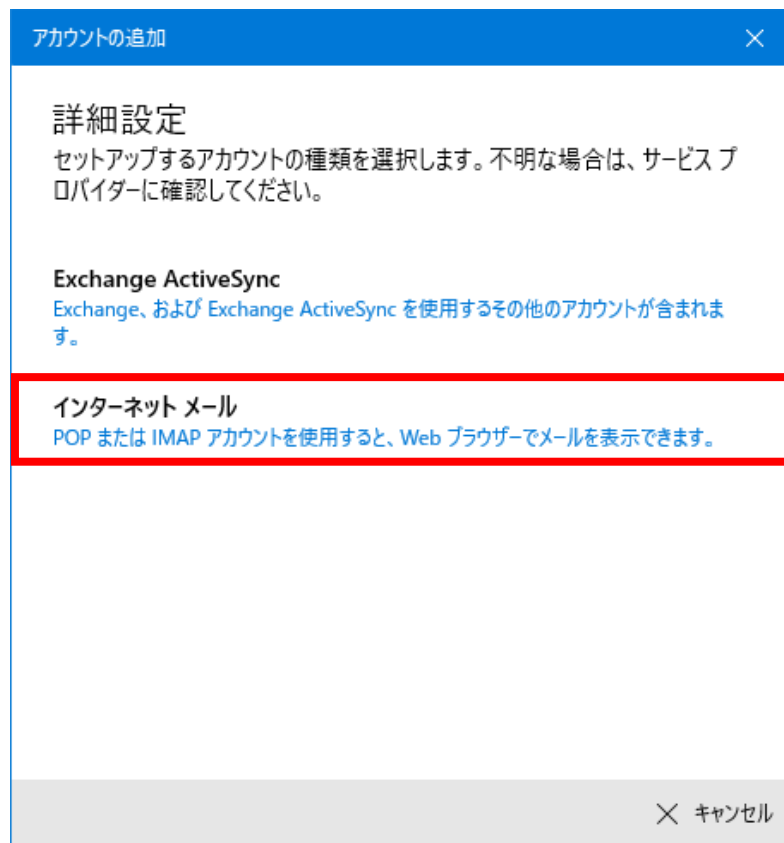 アカウントの追加
詳細設定
セットアップするアカウントの種類を選択します。不明な場合は、サービス プ
ロバイダーに確認してください。
Exchange ActiveSync
Exchange、および Exchange ActiveSync を使用するその他のアカウントが含まれま
す。
インターネット メール
POP または IMAP アカウントを使用すると、Web ブラウザーでメールを表示できます。
キャンセル